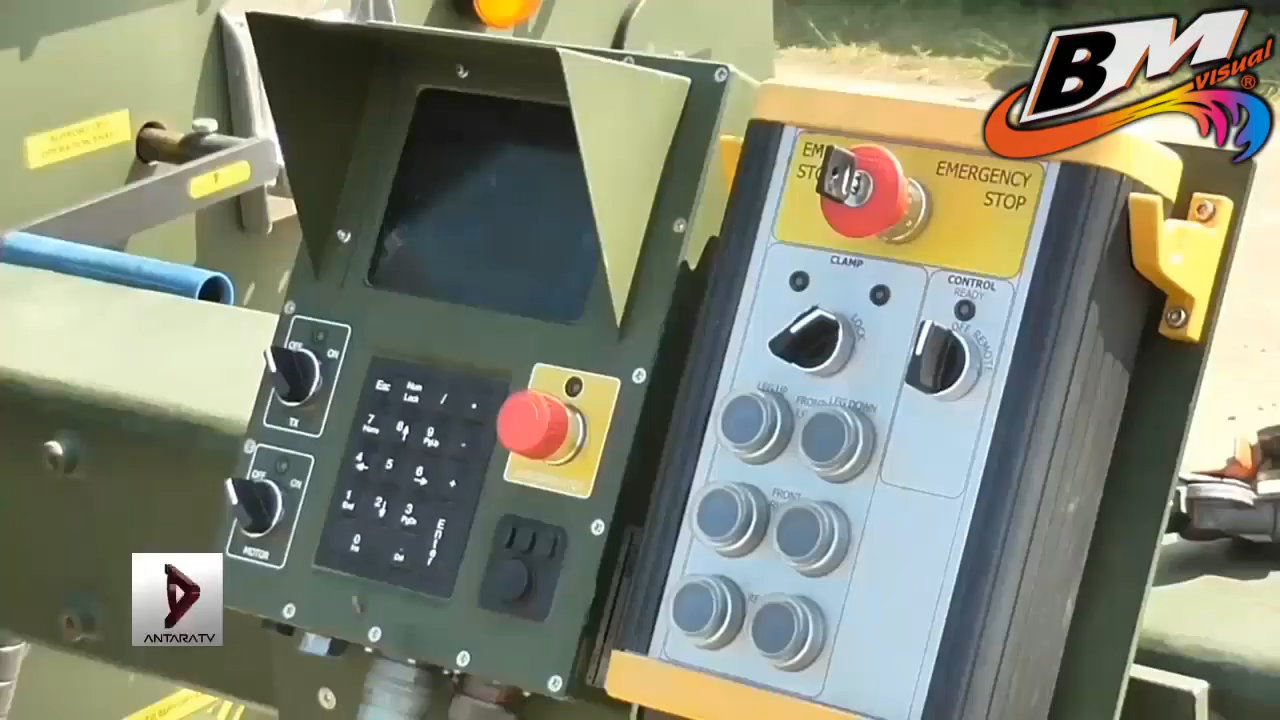 BM
visual
®
EMERGENCY
STOP
CLAMP
LOCK
CONTROL
READY
OFF REMOTE
LEG UP
LEG DOWN
FRONT
OFF
ON
TX
OFF
ON
MOTOR
Esc
Num
Lock
/
7
Home
8
9
PgUp
-
4
5
6
+
1
End
2
3
PgDn
Enter
0
Ins
.
Del
ANTARATV